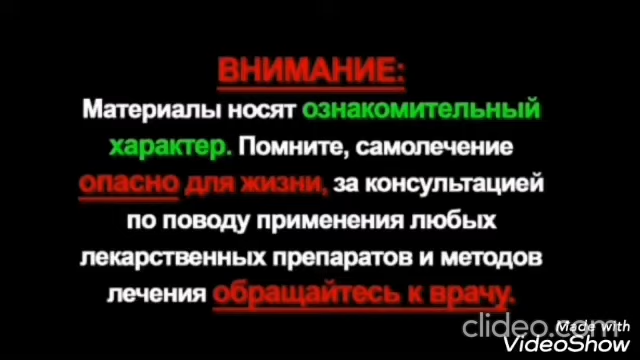 ВНИМАНИЕ:
Материалы носят ознакомительный
характер. Помните, самолечение
опасно для жизни, за консультацией
по поводу применения любых
лекарственных препаратов и методов
лечения обращайтесь к врачу.
clideo.com
Made with
VideoShow